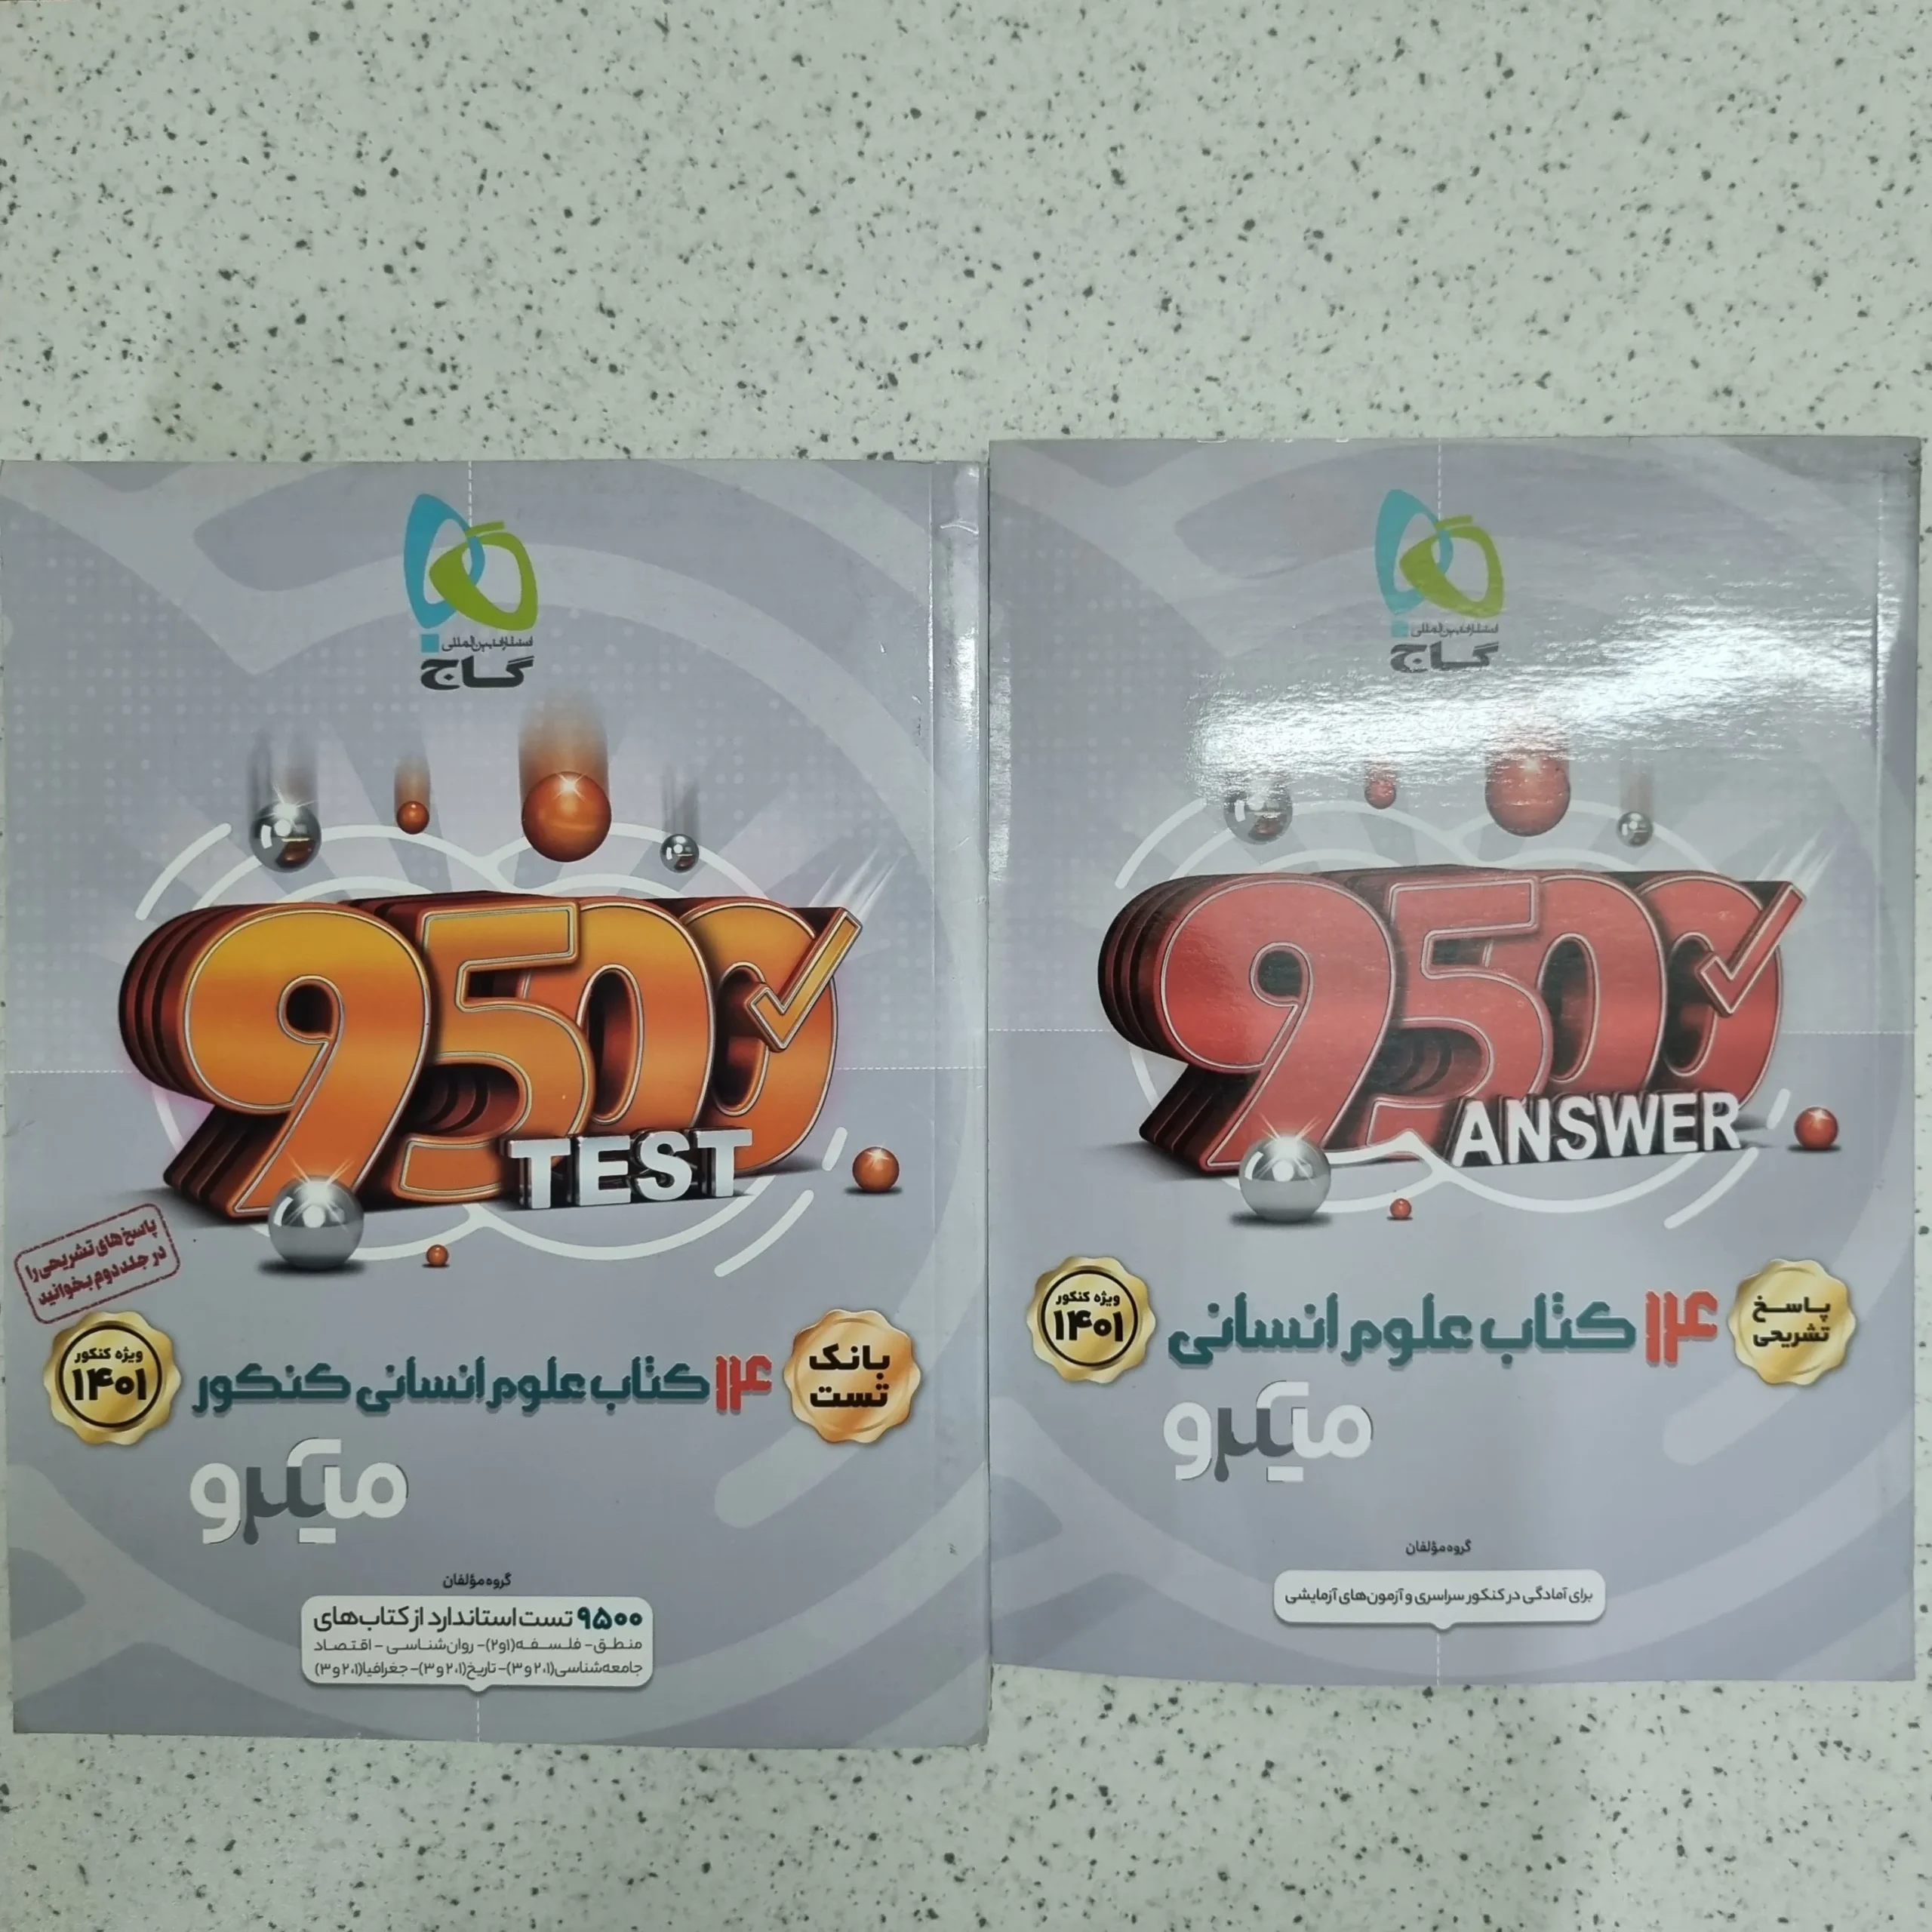 انتشارات بین‌المللی
گاج
9500
TEST
پاسخ‌های تشریحی را
در جلد دوم بخوانید
ویژه کنکور
۱۴۰۱
۱۴ کتاب علوم انسانی کنکور
بانک
تست
میکرو
گروه مؤلفان
۹۵۰۰ تست استاندارد از کتاب‌های
منطق - فلسفه (۱و۲) - روان‌شناسی - اقتصاد
جامعه‌شناسی (۱، ۲ و ۳) - تاریخ (۱، ۲ و ۳) - جغرافیا (۱، ۲ و ۳)
انتشارات بین‌المللی
گاج
9500
ANSWER
ویژه کنکور
۱۴۰۱
۱۴ کتاب علوم انسانی
پاسخ
تشریحی
میکرو
گروه مؤلفان
برای آمادگی در کنکور سراسری و آزمون‌های آزمایشی